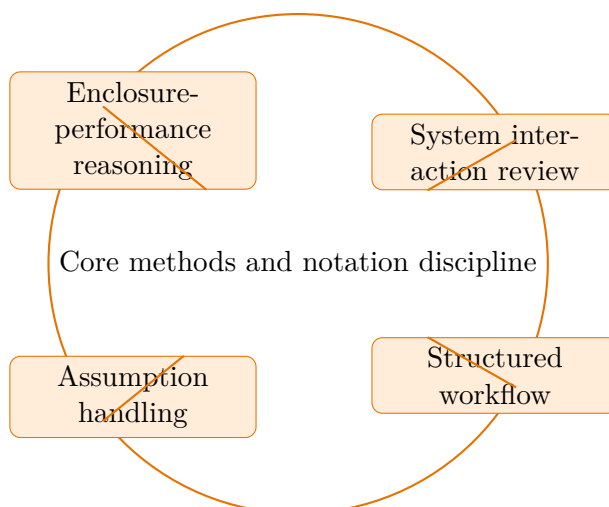 Enclosure-
performance
reasoning
System inter-
action review
Core methods and notation discipline
Assumption
handling
Structured
workflow